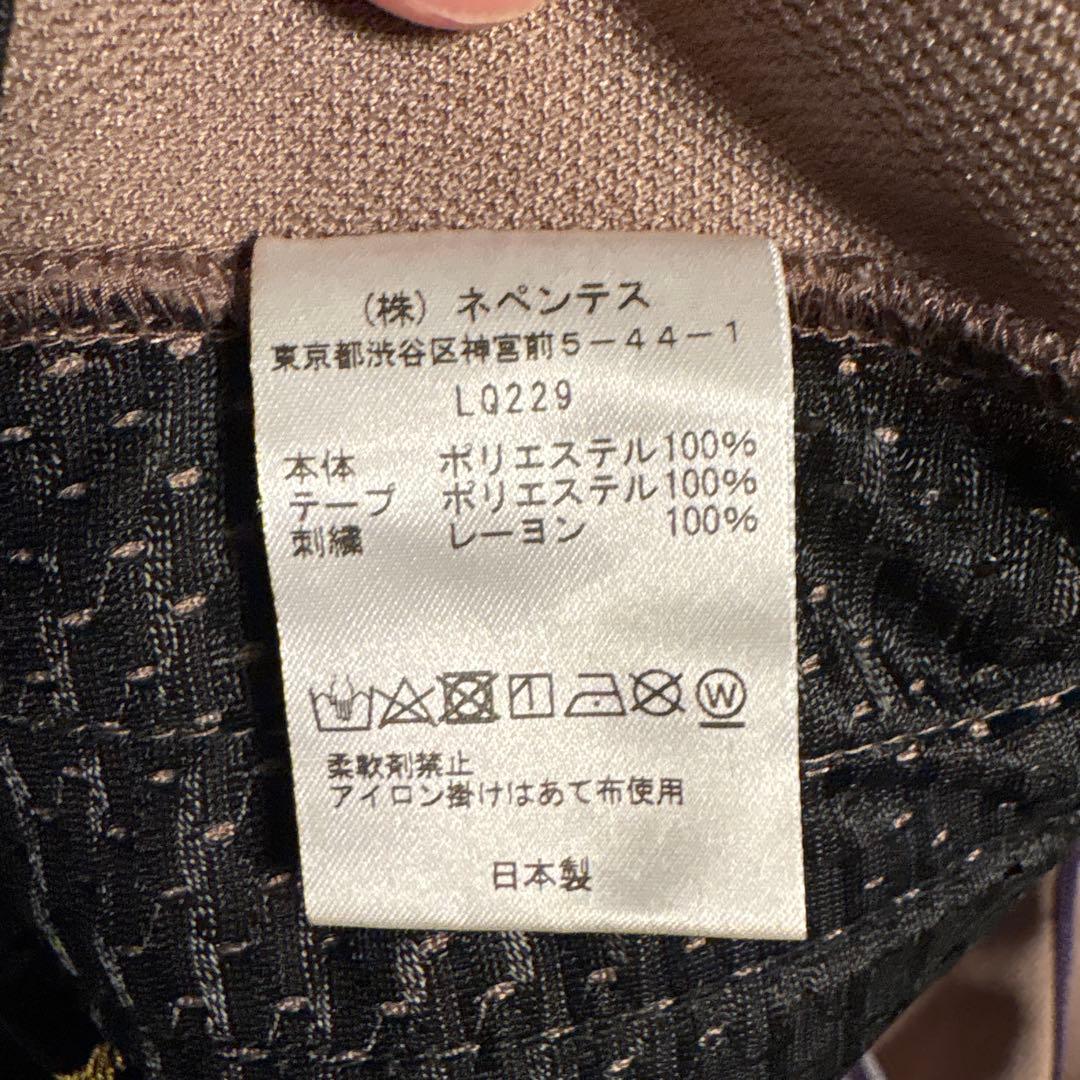 （株）ネペンテス
東京都渋谷区神宮前５－４４－１
LQ229
本体 ポリエステル100%
テープ ポリエステル100%
刺繍 レーヨン 100%
W
柔軟剤禁止
アイロン掛けはあて布使用
日本製